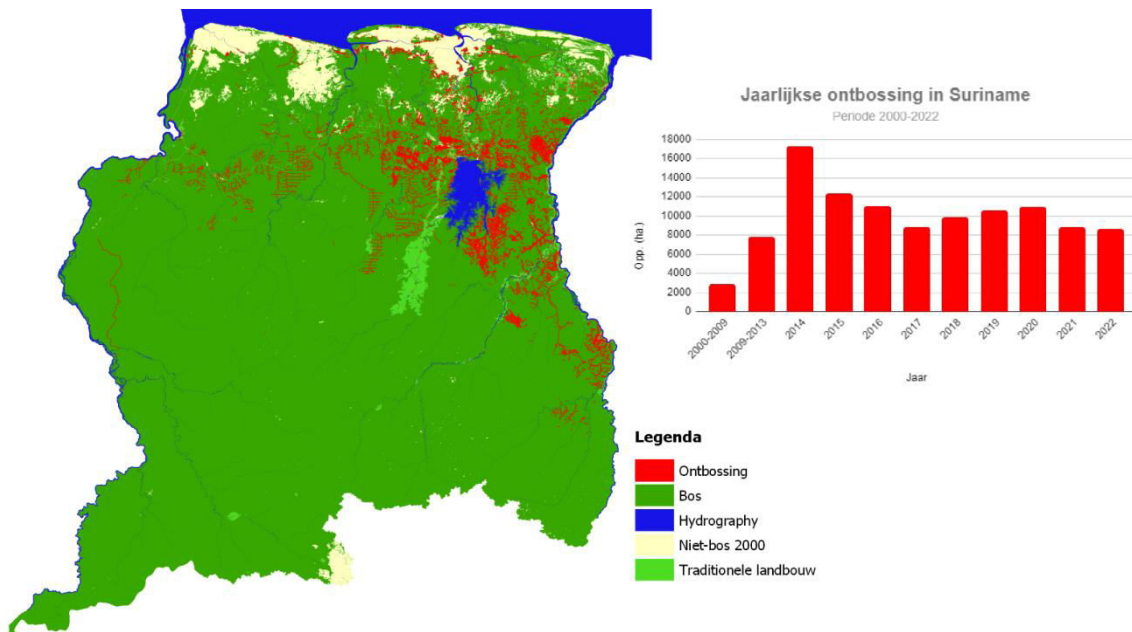 Jaarlijkse ontbossing in Suriname
Periode 2000-2022
18000
16000
14000
12000
10000
8000
6000
4000
2000
0
Opp. (ha)
2000-2009
2009-2013
2014
2015
2016
2017
2018
2019
2020
2021
2022
Jaar
Legenda
Ontbossing
Bos
Hydrography
Niet-bos 2000
Traditionele landbouw